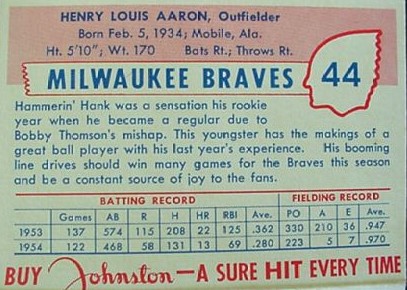 HENRY LOUIS AARON, Outfielder
Born Feb. 5, 1934; Mobile, Ala.
Ht. 5'10"; Wt. 170 Bats Rt.; Throws Rt.
MILWAUKEE BRAVES 44
Hammerin' Hank was a sensation his rookie
year when he became a regular due to
Bobby Thomson's mishap. This youngster has the makings of a
great ball player with his last year's experience. His booming
line drives should win many games for the Braves this season
and be a constant source of joy to the fans.
BATTING RECORD FIELDING RECORD
Games AB R H HR RBI Ave. PO A E Ave.
1953 137 574 115 208 22 125 .362 330 210 36 .947
1954 122 468 58 131 13 69 .280 223 5 7 .970
BUY Johnston—A SURE HIT EVERY TIME